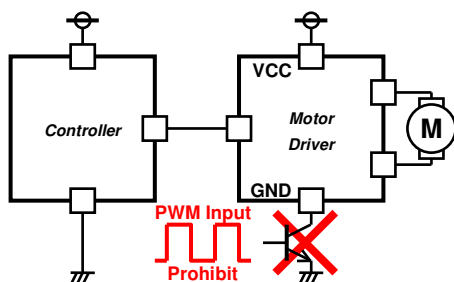 VCC
Controller
Motor
Driver
M
GND
PWM Input
Prohibit